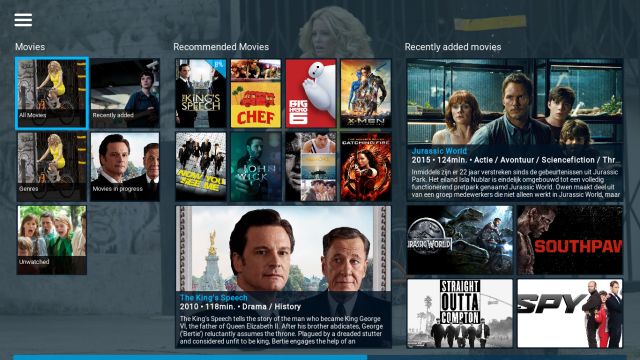 Movies
All Movies
Recently added
Genres
Movies in progress
Unwatched
Recommended Movies
8%
THE KING'S SPEECH
CHEF
BIG HERO 6
X-MEN
NOW YOU SEE ME
JOHN WICK
CATCHING FIRE
The King's Speech
2010 • 118min. • Drama / History
The King's Speech tells the story of the man who became King George
VI, the father of Queen Elizabeth II. After his brother abdicates, George
('Bertie') reluctantly assumes the throne. Plagued by a dreaded stutter
and considered unfit to be king, Bertie engages the help of an
Recently added movies
Jurassic World
2015 • 124min. • Actie / Avontuur / Sciencefiction / Thr
Inmiddels zijn er 22 jaar verstreken sinds de gebeurtenissen uit Jurassic
Park. Het eiland Isla Nublar is eindelijk omgebouwd tot een volledig
functionerend pretpark genaamd Jurassic World. Owen maakt deel uit
van een groep medewerkers die niet alleen werk in Jurassic World, maar
JURASSIC WORLD
SOUTHPAW
STRAIGHT
OUTTA
COMPTON
SPY